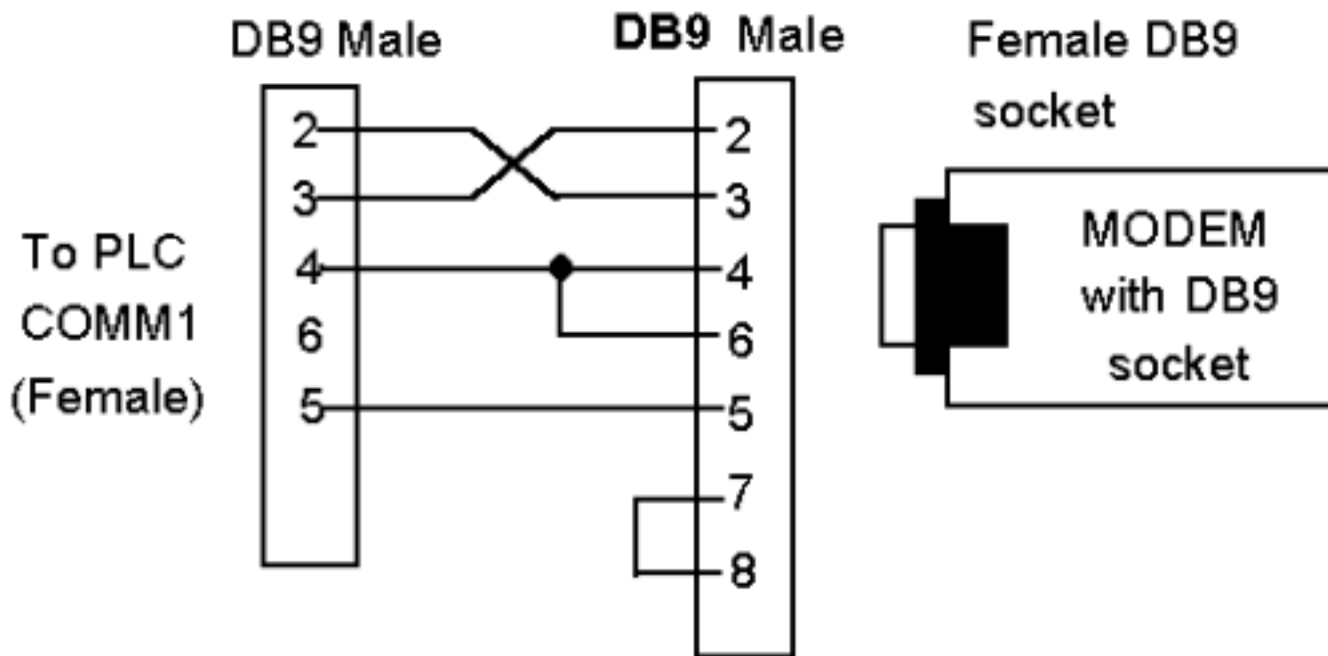 DB9 Male
2
3
4
6
5
To PLC
COMM1
(Female)
DB9 Male
2
3
4
6
5
7
8
Female DB9
socket
MODEM
with DB9
socket